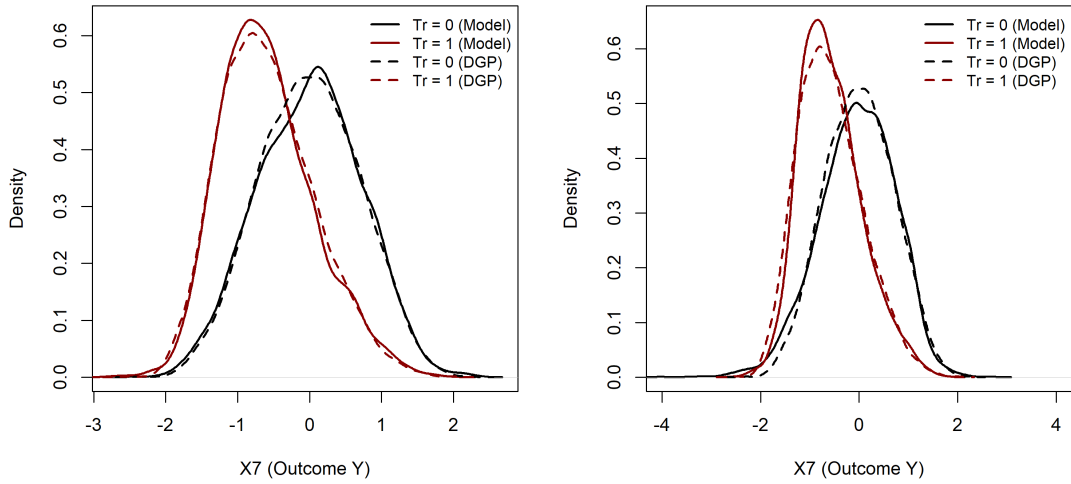 Tr = 0 (Model)
Tr = 1 (Model)
Tr = 0 (DGP)
Tr = 1 (DGP)
Density
0.0 0.1 0.2 0.3 0.4 0.5 0.6
-3 -2 -1 0 1 2
X7 (Outcome Y)
Tr = 0 (Model)
Tr = 1 (Model)
Tr = 0 (DGP)
Tr = 1 (DGP)
Density
0.0 0.1 0.2 0.3 0.4 0.5 0.6
-4 -2 0 2 4
X7 (Outcome Y)